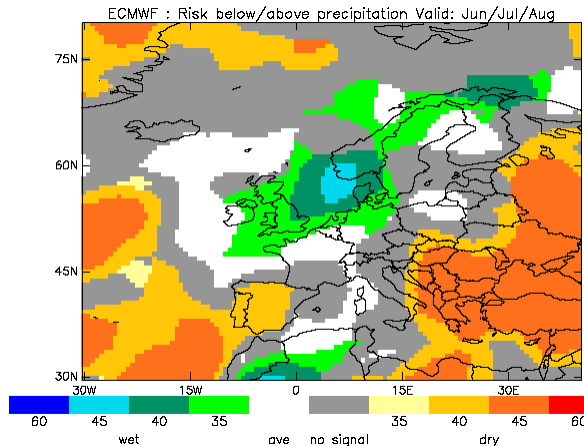 ECMWF : Risk below/above precipitation Valid: Jun/Jul/Aug
75N
60N
45N
30N
30W 15W 0 15E 30E
60 45 40 35 35 40 45 60
wet ave no signal dry